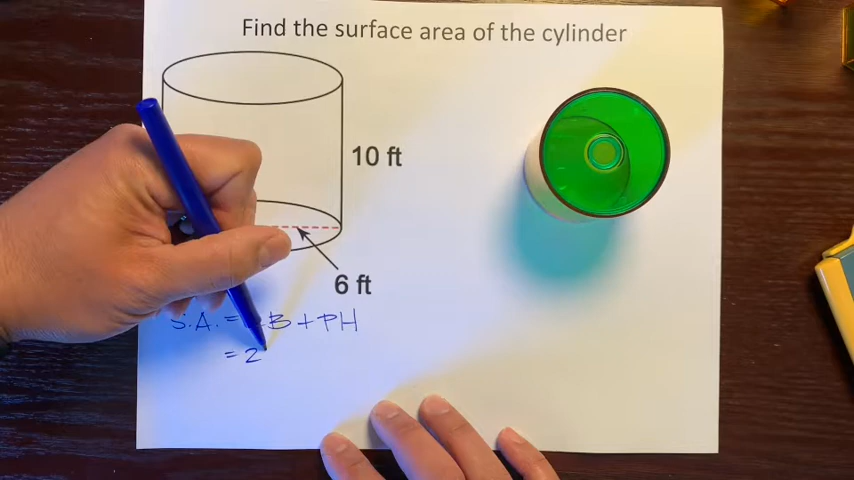 Find the surface area of the cylinder
10 ft
6 ft
S.A. = B + PH
= 2